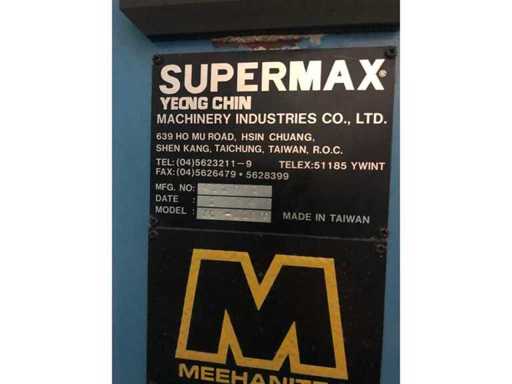 SUPERMAX®
YEONG CHIN
MACHINERY INDUSTRIES CO., LTD.
639 HO MU ROAD, HSIN CHUANG,
SHEN KANG, TAICHUNG, TAIWAN, R.O.C.
TEL:(04)5623211-9 TELEX:51185 YWINT
FAX:(04)5626479・5628399
MFG. NO:
DATE :
MODEL : MADE IN TAIWAN
M